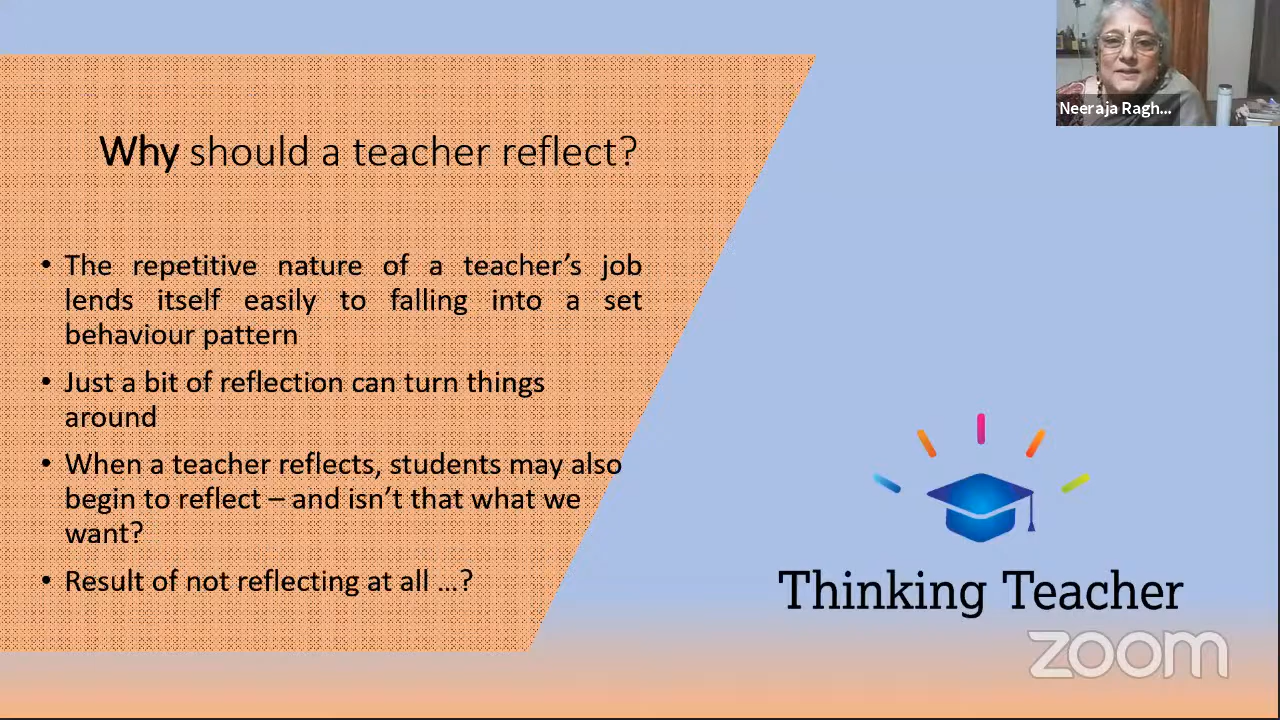 Neeraja Ragh...
Why should a teacher reflect?
• The repetitive nature of a teacher's job
lends itself easily to falling into a set
behaviour pattern
• Just a bit of reflection can turn things
around
• When a teacher reflects, students may also
begin to reflect – and isn't that what we
want?
• Result of not reflecting at all ...?
Thinking Teacher
zoom